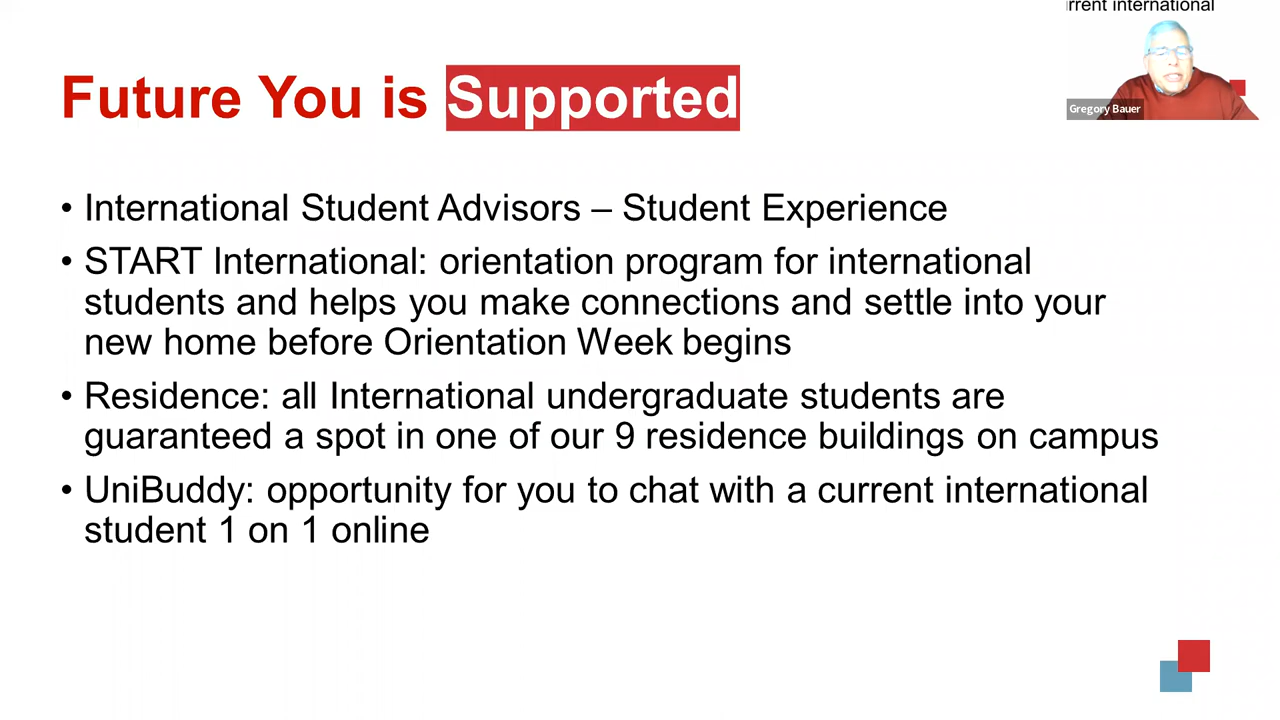 rrent international
Future You is Supported
Gregory Bauer
• International Student Advisors – Student Experience
• START International: orientation program for international
students and helps you make connections and settle into your
new home before Orientation Week begins
• Residence: all International undergraduate students are
guaranteed a spot in one of our 9 residence buildings on campus
• UniBuddy: opportunity for you to chat with a current international
student 1 on 1 online